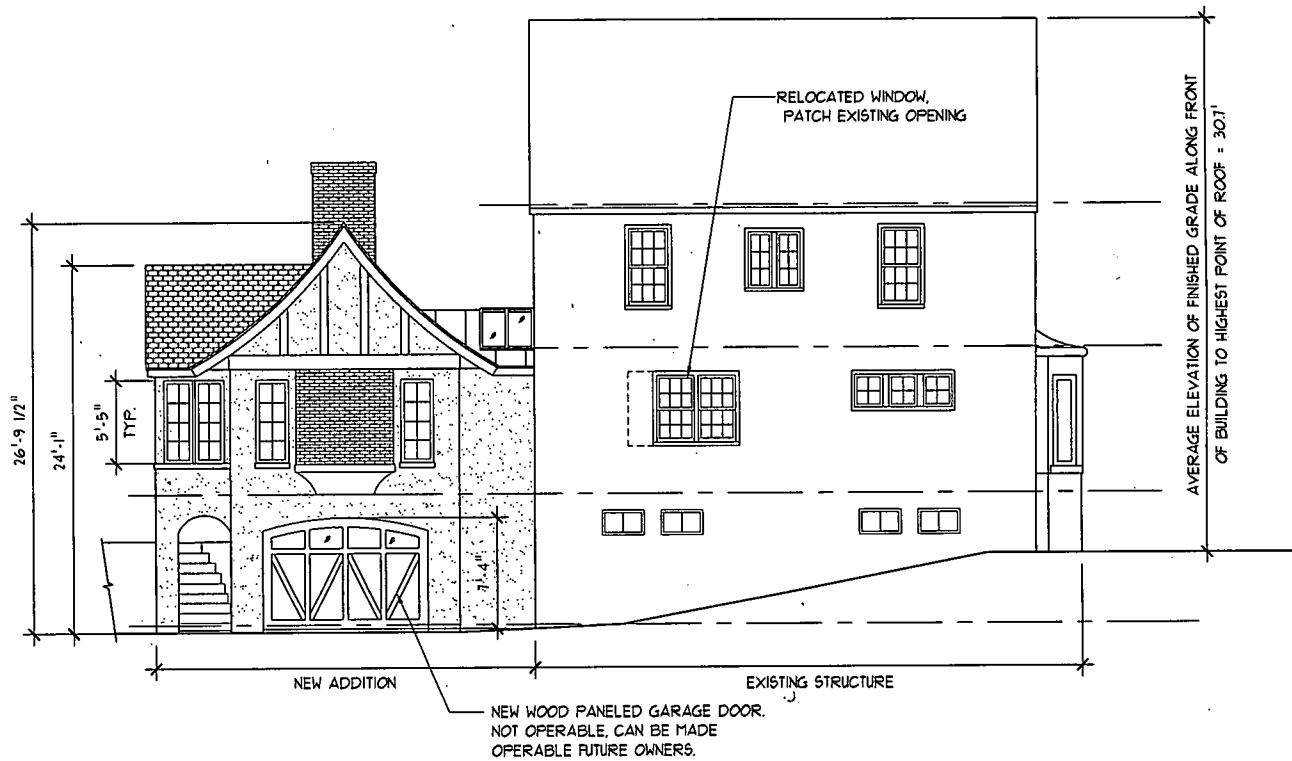 RELOCATED WINDOW,
PATCH EXISTING OPENING
AVERAGE ELEVATION OF FINISHED GRADE ALONG FRONT
OF BUILDING TO HIGHEST POINT OF ROOF = 30.7'
26'-9 1/2"
24'-1"
5'-5"
TYP.
7'-4"
NEW ADDITION
EXISTING STRUCTURE
NEW WOOD PANELED GARAGE DOOR.
NOT OPERABLE, CAN BE MADE
OPERABLE FUTURE OWNERS.